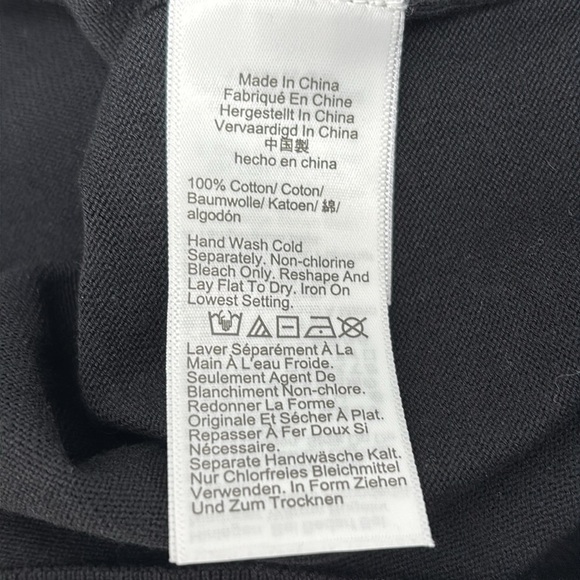 Made In China
Fabriqué En Chine
Hergestellt In China
Vervaardigd In China
中国製
hecho en china
100% Cotton/ Coton/
Baumwolle/ Katoen/ 綿/
algodón
Hand Wash Cold
Separately. Non-chlorine
Bleach Only. Reshape And
Lay Flat To Dry. Iron On
Lowest Setting.
Laver Séparément À La
Main À L'eau Froide.
Seulement Agent De
Blanchiment Non-chlore.
Redonner La Forme
Originale Et Sécher À Plat.
Repasser À Fer Doux Si
Nécessaire.
Separate Handwäsche Kalt.
Nur Chlorfreies Bleichmittel
Verwenden. In Form Ziehen
Und Zum Trocknen